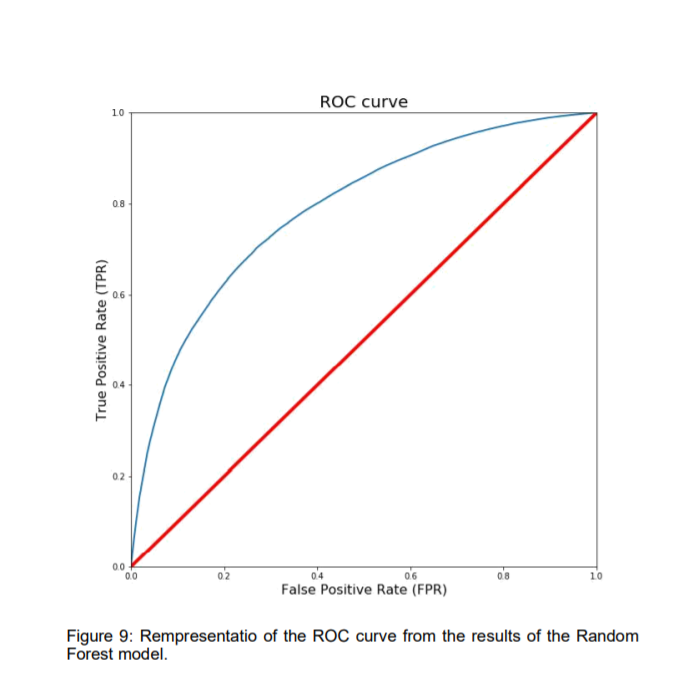 ROC curve
1.0
0.8
0.6
0.4
0.2
0.0
True Positive Rate (TPR)
0.0 0.2 0.4 0.6 0.8 1.0
False Positive Rate (FPR)
Figure 9: Rempresentatio of the ROC curve from the results of the Random
Forest model.